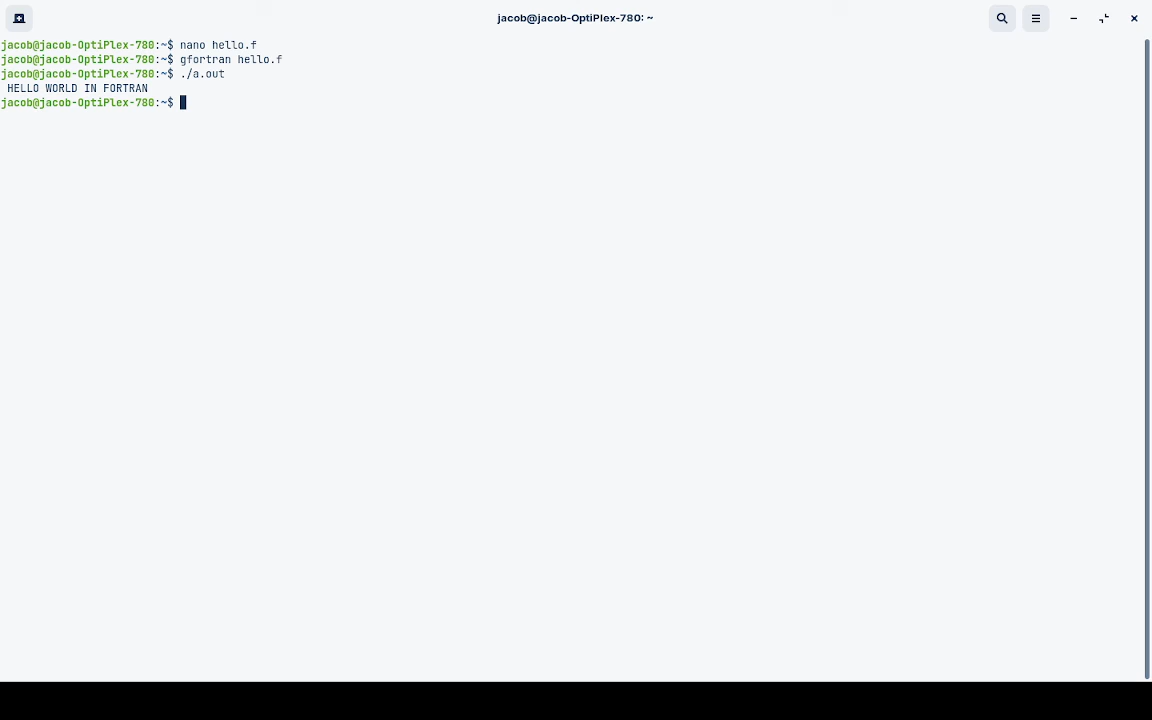 jacob@jacob-OptiPlex-780: ~
jacob@jacob-OptiPlex-780:~$ nano hello.f
jacob@jacob-OptiPlex-780:~$ gfortran hello.f
jacob@jacob-OptiPlex-780:~$ ./a.out
 HELLO WORLD IN FORTRAN
jacob@jacob-OptiPlex-780:~$